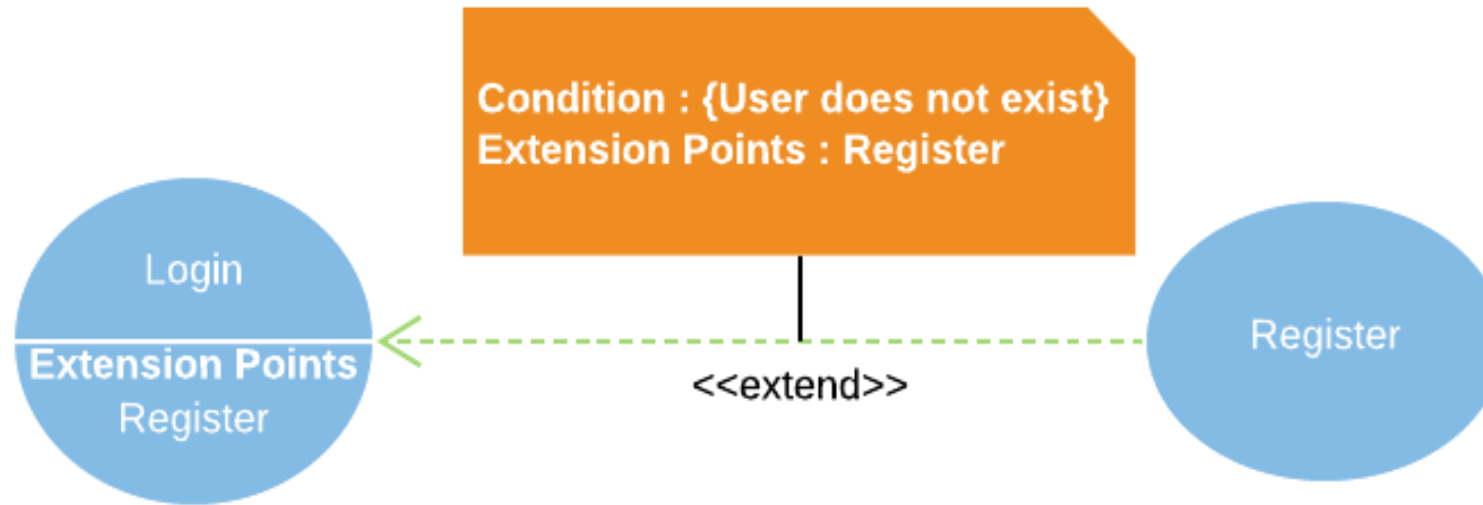 Condition : {User does not exist}
Extension Points : Register
Login
Extension Points
Register
<<extend>>
Register